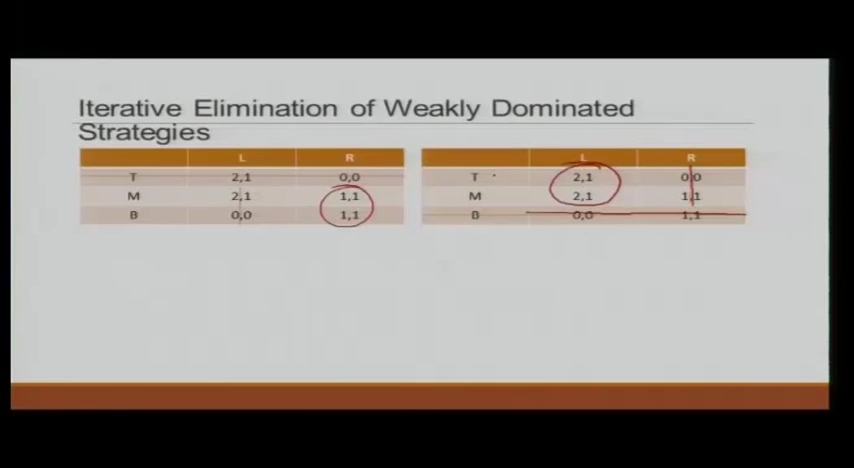 Iterative Elimination of Weakly Dominated
Strategies
L R
T 2,1 0,0
M 2,1 1,1
B 0,0 1,1
L R
T 2,1 0,0
M 2,1 1,1
B 0,0 1,1